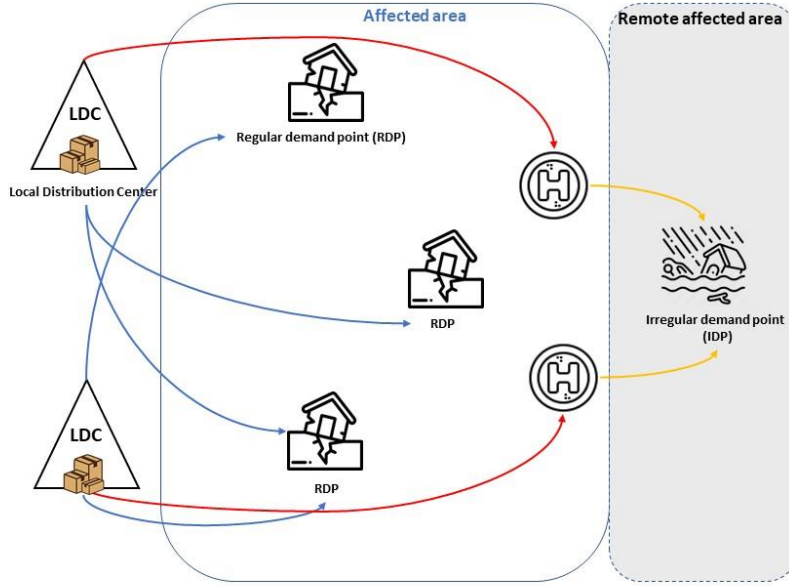 Affected area
Remote affected area
LDC
Regular demand point (RDP)
Local Distribution Center
H
RDP
Irregular demand point
(IDP)
H
LDC
RDP